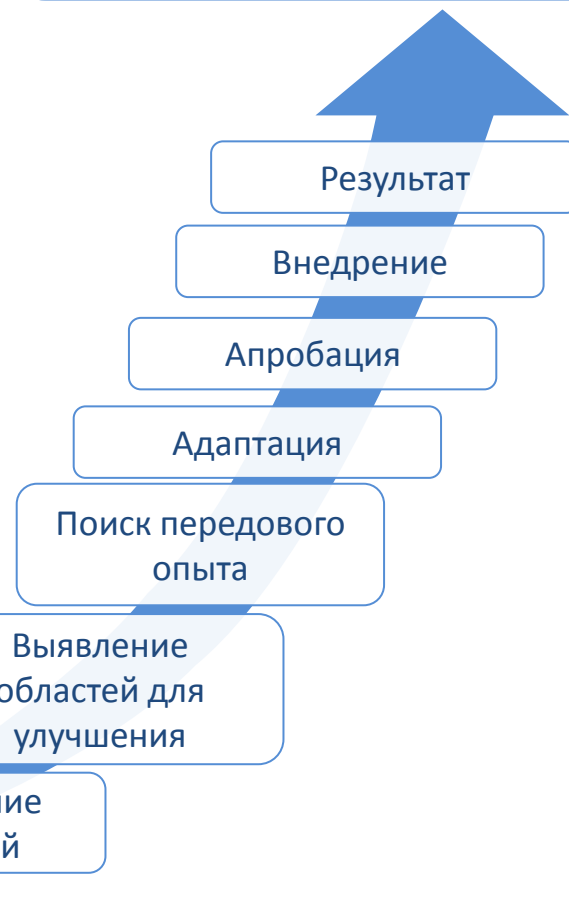 Результат
Внедрение
Апробация
Адаптация
Поиск передового
опыта
Выявление
областей для
улучшения